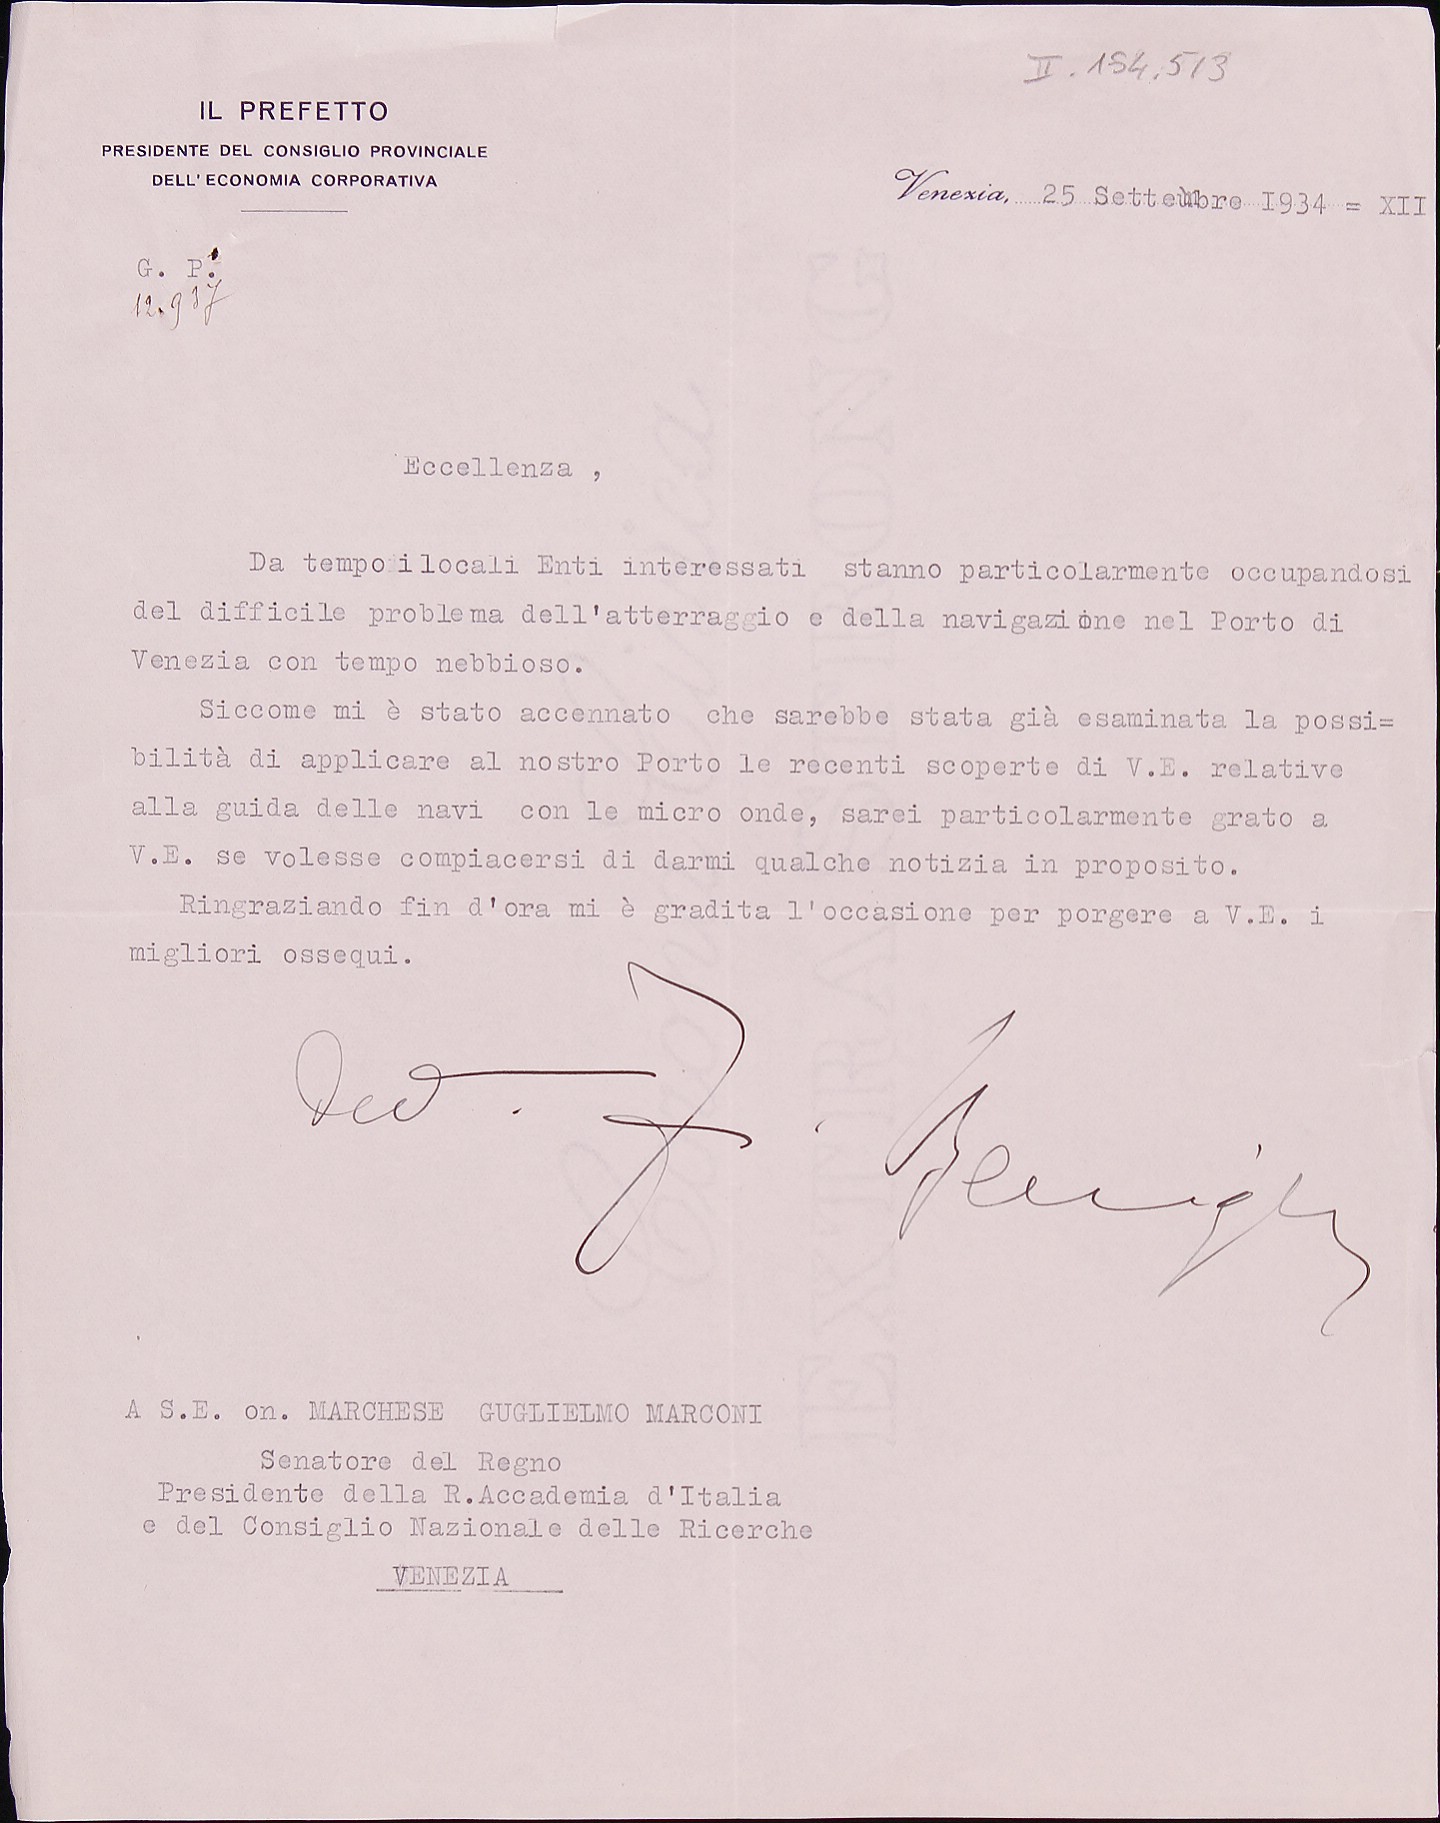 II. 154.513
IL PREFETTO
PRESIDENTE DEL CONSIGLIO PROVINCIALE
DELL'ECONOMIA CORPORATIVA
Venezia, 25 Settembre 1934 = XII
G. P.
12.937
Eccellenza ,
Da tempo i locali Enti interessati stanno particolarmente occupandosi
del difficile problema dell'atterraggio e della navigazione nel Porto di
Venezia con tempo nebbioso.
Siccome mi è stato accennato che sarebbe stata già esaminata la possi=
bilità di applicare al nostro Porto le recenti scoperte di V.E. relative
alla guida delle navi con le micro onde, sarei particolarmente grato a
V.E. se volesse compiacersi di darmi qualche notizia in proposito.
Ringraziando fin d'ora mi è gradita l'occasione per porgere a V.E. i
migliori ossequi.
A S.E. on. MARCHESE GUGLIELMO MARCONI
Senatore del Regno
Presidente della R.Accademia d'Italia
e del Consiglio Nazionale delle Ricerche
VENEZIA